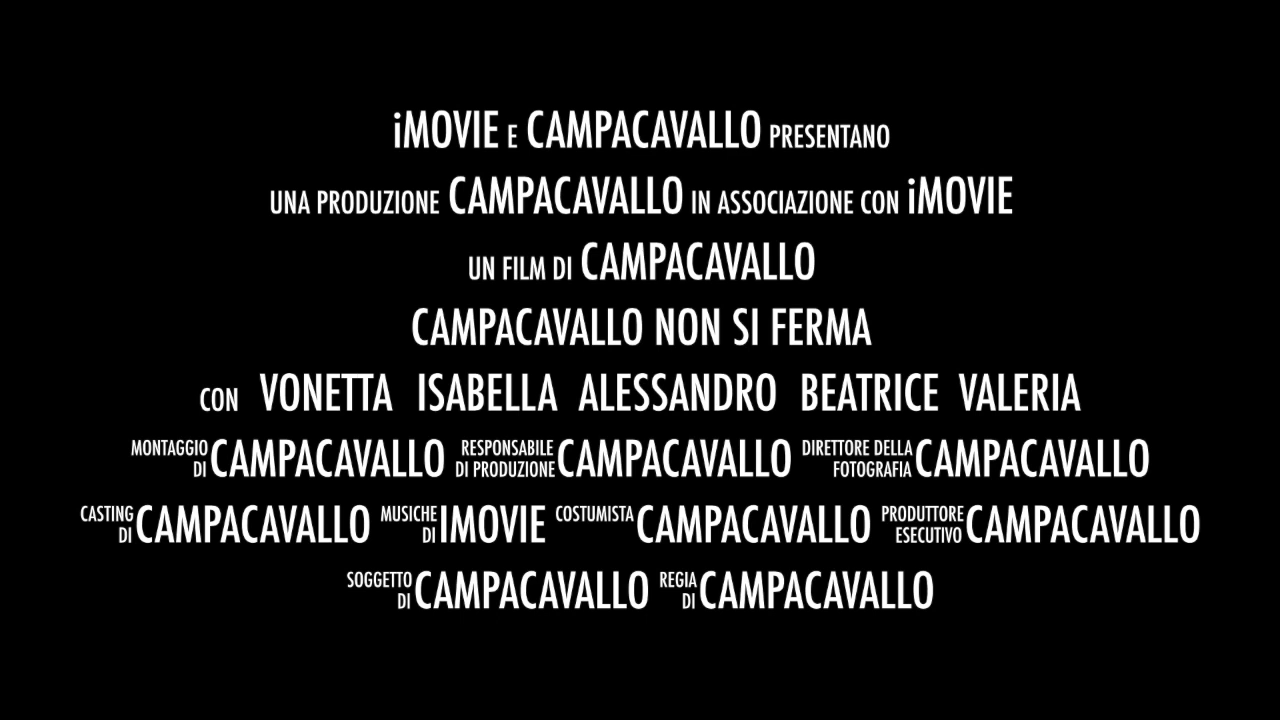 iMOVIE E CAMPACAVALLO PRESENTANO
UNA PRODUZIONE CAMPACAVALLO IN ASSOCIAZIONE CON iMOVIE
UN FILM DI CAMPACAVALLO
CAMPACAVALLO NON SI FERMA
CON VONETTA ISABELLA ALESSANDRO BEATRICE VALERIA
MONTAGGIO DI CAMPACAVALLO RESPONSABILE DI PRODUZIONE CAMPACAVALLO DIRETTORE DELLA FOTOGRAFIA CAMPACAVALLO
CASTING DI CAMPACAVALLO MUSICHE DI IMOVIE COSTUMISTA CAMPACAVALLO PRODUTTORE ESECUTIVO CAMPACAVALLO
SOGGETTO DI CAMPACAVALLO REGIA DI CAMPACAVALLO